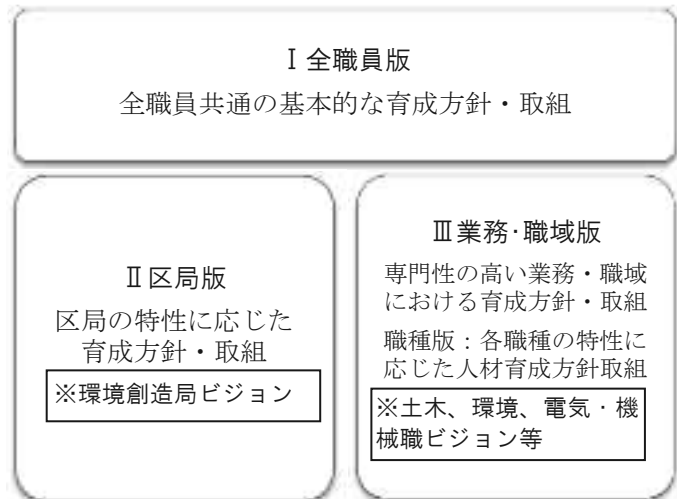 Ⅰ全職員版
全職員共通の基本的な育成方針・取組
Ⅱ区局版
区局の特性に応じた
育成方針・取組
※環境創造局ビジョン
Ⅲ業務・職域版
専門性の高い業務・職域
における育成方針・取組
職種版：各職種の特性に
応じた人材育成方針取組
※土木、環境、電気・機
械職ビジョン等